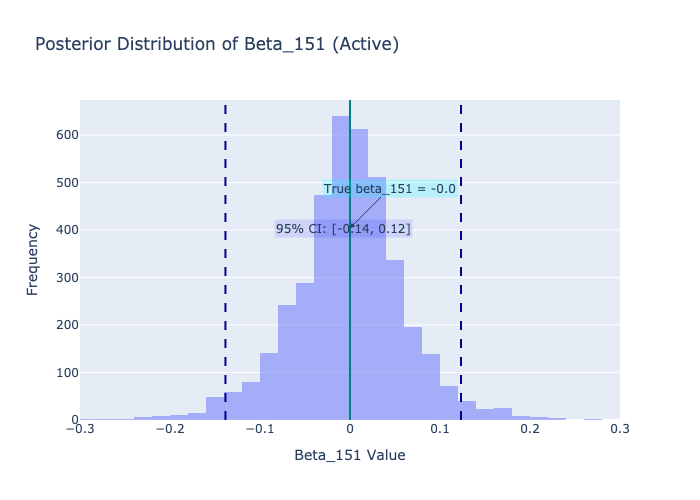 Posterior Distribution of Beta_151 (Active)
600
500
400
300
200
100
0
Frequency
True beta_151 = -0.0
95% CI: [-0.14, 0.12]
−0.3
−0.2
−0.1
0
0.1
0.2
0.3
Beta_151 Value